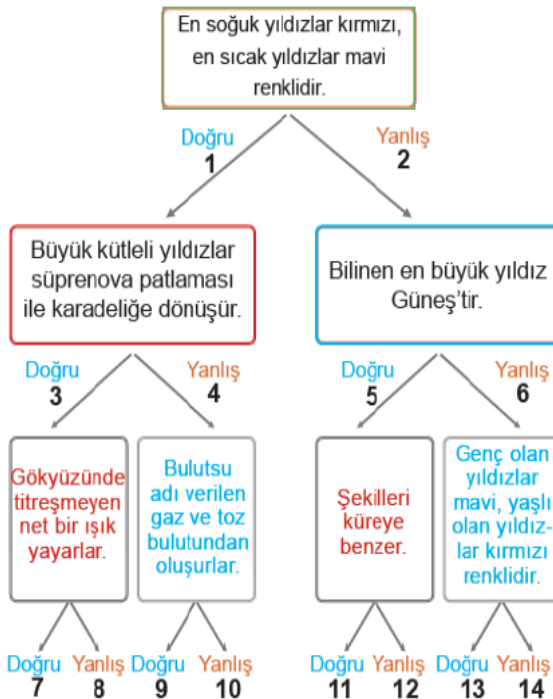 En soğuk yıldızlar kırmızı,
en sıcak yıldızlar mavi
renklidir.
Doğru
1
Yanlış
2
Büyük kütleli yıldızlar
süprenova patlaması
ile karadeliğe dönüşür.
Bilinen en büyük yıldız
Güneş'tir.
Doğru
3
Yanlış
4
Doğru
5
Yanlış
6
Gökyüzünde
titreşmeyen
net bir ışık
yayarlar.
Bulutsu
adı verilen
gaz ve toz
bulutundan
oluşurlar.
Şekilleri
küreye
benzer.
Genç olan
yıldızlar
mavi, yaşlı
olan yıldız-
lar kırmızı
renklidir.
Doğru
7
Yanlış
8
Doğru
9
Yanlış
10
Doğru
11
Yanlış
12
Doğru
13
Yanlış
14